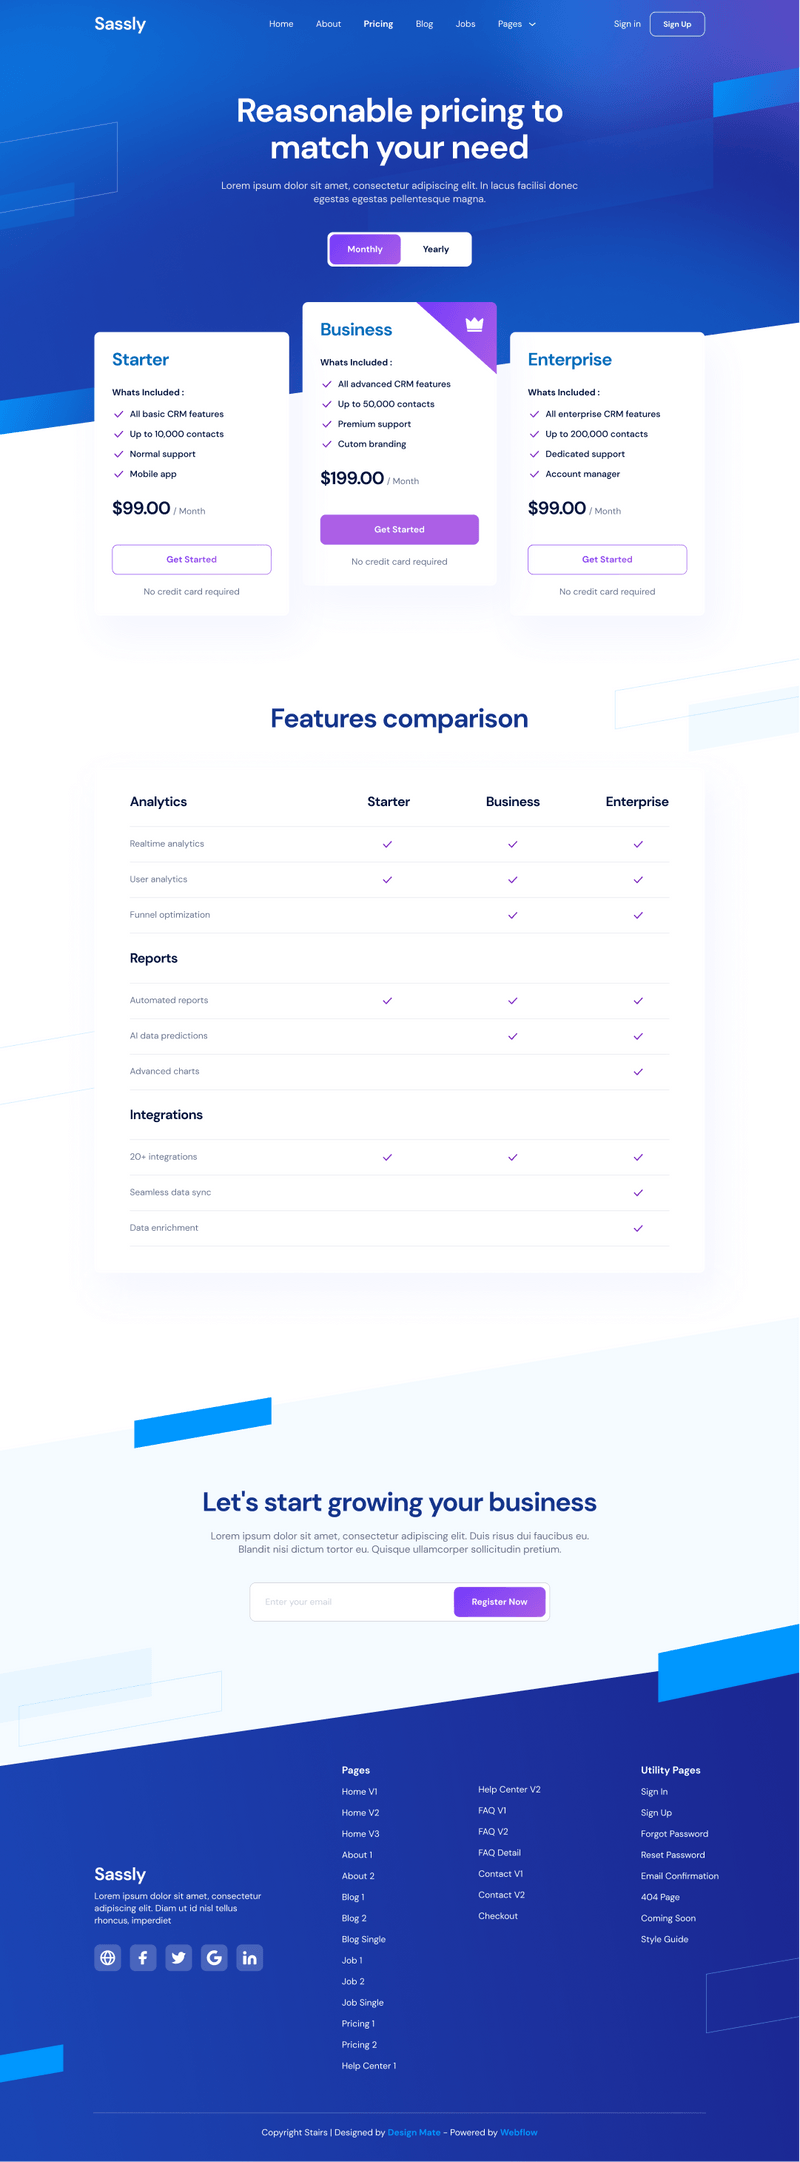 Sassly
Home About Pricing Blog Jobs Pages
Sign in Sign Up
Reasonable pricing to
match your need
Lorem ipsum dolor sit amet, consectetur adipiscing elit. In lacus facilisi donec
egestas egestas pellentesque magna.
Monthly Yearly
Starter
Whats Included :
All basic CRM features
Up to 10,000 contacts
Normal support
Mobile app
$99.00 / Month
Get Started
No credit card required
Business
Whats Included :
All advanced CRM features
Up to 50,000 contacts
Premium support
Cutom branding
$199.00 / Month
Get Started
No credit card required
Enterprise
Whats Included :
All enterprise CRM features
Up to 200,000 contacts
Dedicated support
Account manager
$99.00 / Month
Get Started
No credit card required
Features comparison
Analytics Starter Business Enterprise
Realtime analytics
User analytics
Funnel optimization
Reports
Automated reports
AI data predictions
Advanced charts
Integrations
20+ integrations
Seamless data sync
Data enrichment
Let's start growing your business
Lorem ipsum dolor sit amet, consectetur adipiscing elit. Duis risus dui faucibus eu.
Blandit nisi dictum tortor eu. Quisque ullamcorper sollicitudin pretium.
Enter your email
Register Now
Sassly
Lorem ipsum dolor sit amet, consectetur
adipiscing elit. Diam ut id nisl tellus
rhoncus, imperdiet
Pages
Home V1
Home V2
Home V3
About 1
About 2
Blog 1
Blog 2
Blog Single
Job 1
Job 2
Job Single
Pricing 1
Pricing 2
Help Center 1
Help Center V2
FAQ V1
FAQ V2
FAQ Detail
Contact V1
Contact V2
Checkout
Utility Pages
Sign In
Sign Up
Forgot Password
Reset Password
Email Confirmation
404 Page
Coming Soon
Style Guide
Copyright Stairs | Designed by Design Mate - Powered by Webflow